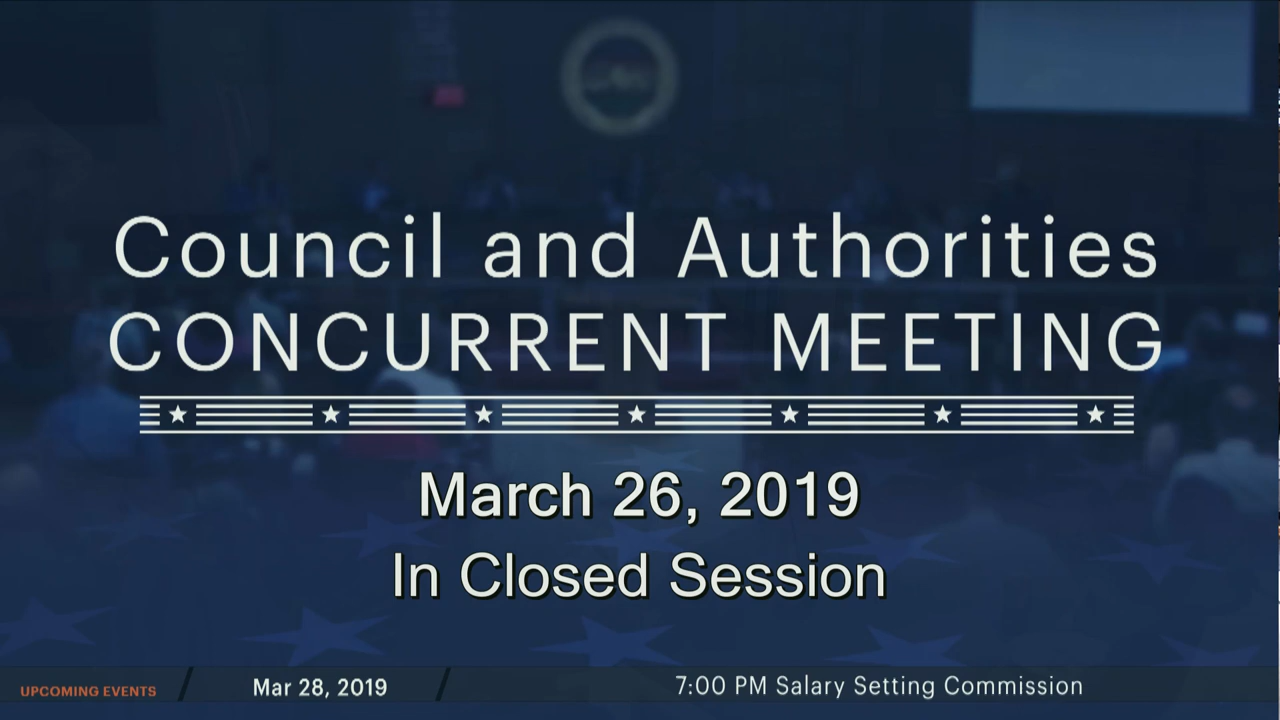 Council and Authorities
CONCURRENT MEETING
March 26, 2019
In Closed Session
UPCOMING EVENTS
Mar 28, 2019
7:00 PM Salary Setting Commission